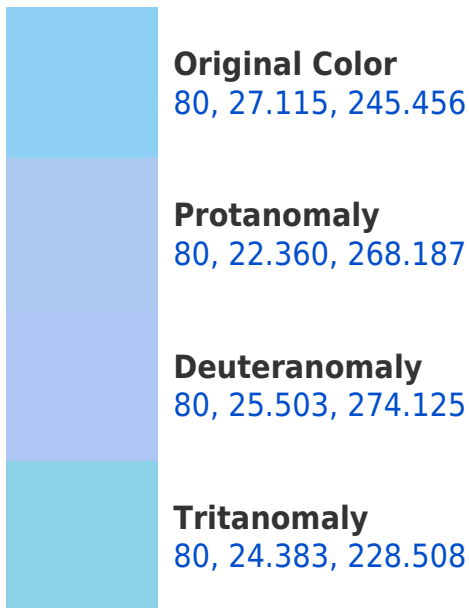 Original Color
80, 27.115, 245.456
Protanomaly
80, 22.360, 268.187
Deuteranomaly
80, 25.503, 274.125
Tritanomaly
80, 24.383, 228.508